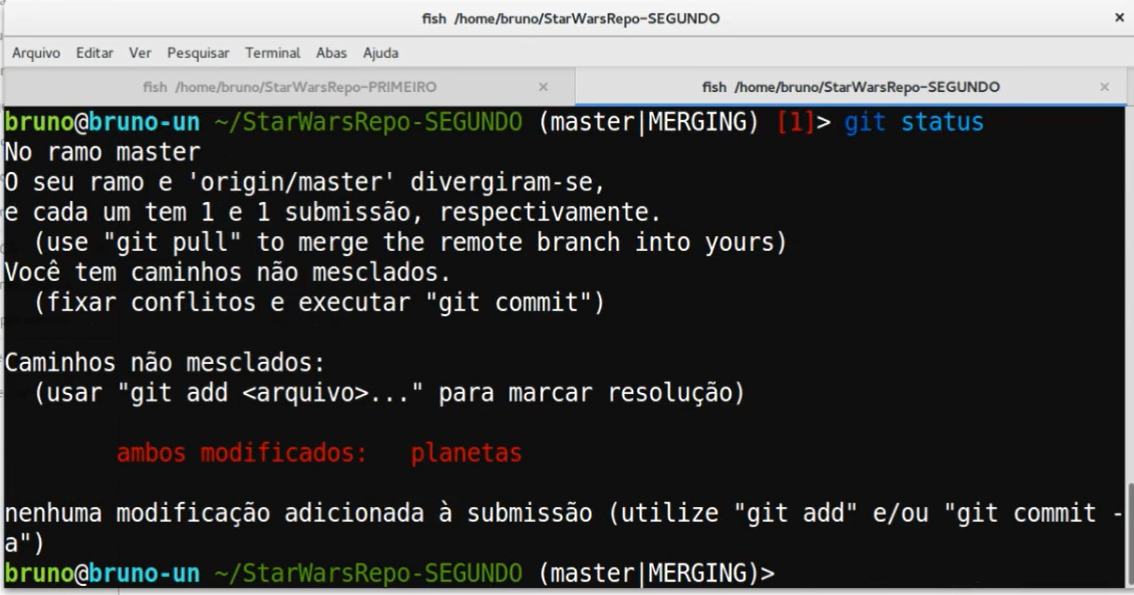 fish /home/bruno/StarWarsRepo-SEGUNDO ×
Arquivo Editar Ver Pesquisar Terminal Abas Ajuda
fish /home/bruno/StarWarsRepo-PRIMEIRO × fish /home/bruno/StarWarsRepo-SEGUNDO ×
bruno@bruno-un ~/StarWarsRepo-SEGUNDO (master|MERGING) [1]> git status
No ramo master
O seu ramo e 'origin/master' divergiram-se,
e cada um tem 1 e 1 submissão, respectivamente.
  (use "git pull" to merge the remote branch into yours)
Você tem caminhos não mesclados.
  (fixar conflitos e executar "git commit")

Caminhos não mesclados:
  (usar "git add <arquivo>..." para marcar resolução)

        ambos modificados:   planetas

nenhuma modificação adicionada à submissão (utilize "git add" e/ou "git commit -
a")
bruno@bruno-un ~/StarWarsRepo-SEGUNDO (master|MERGING)>